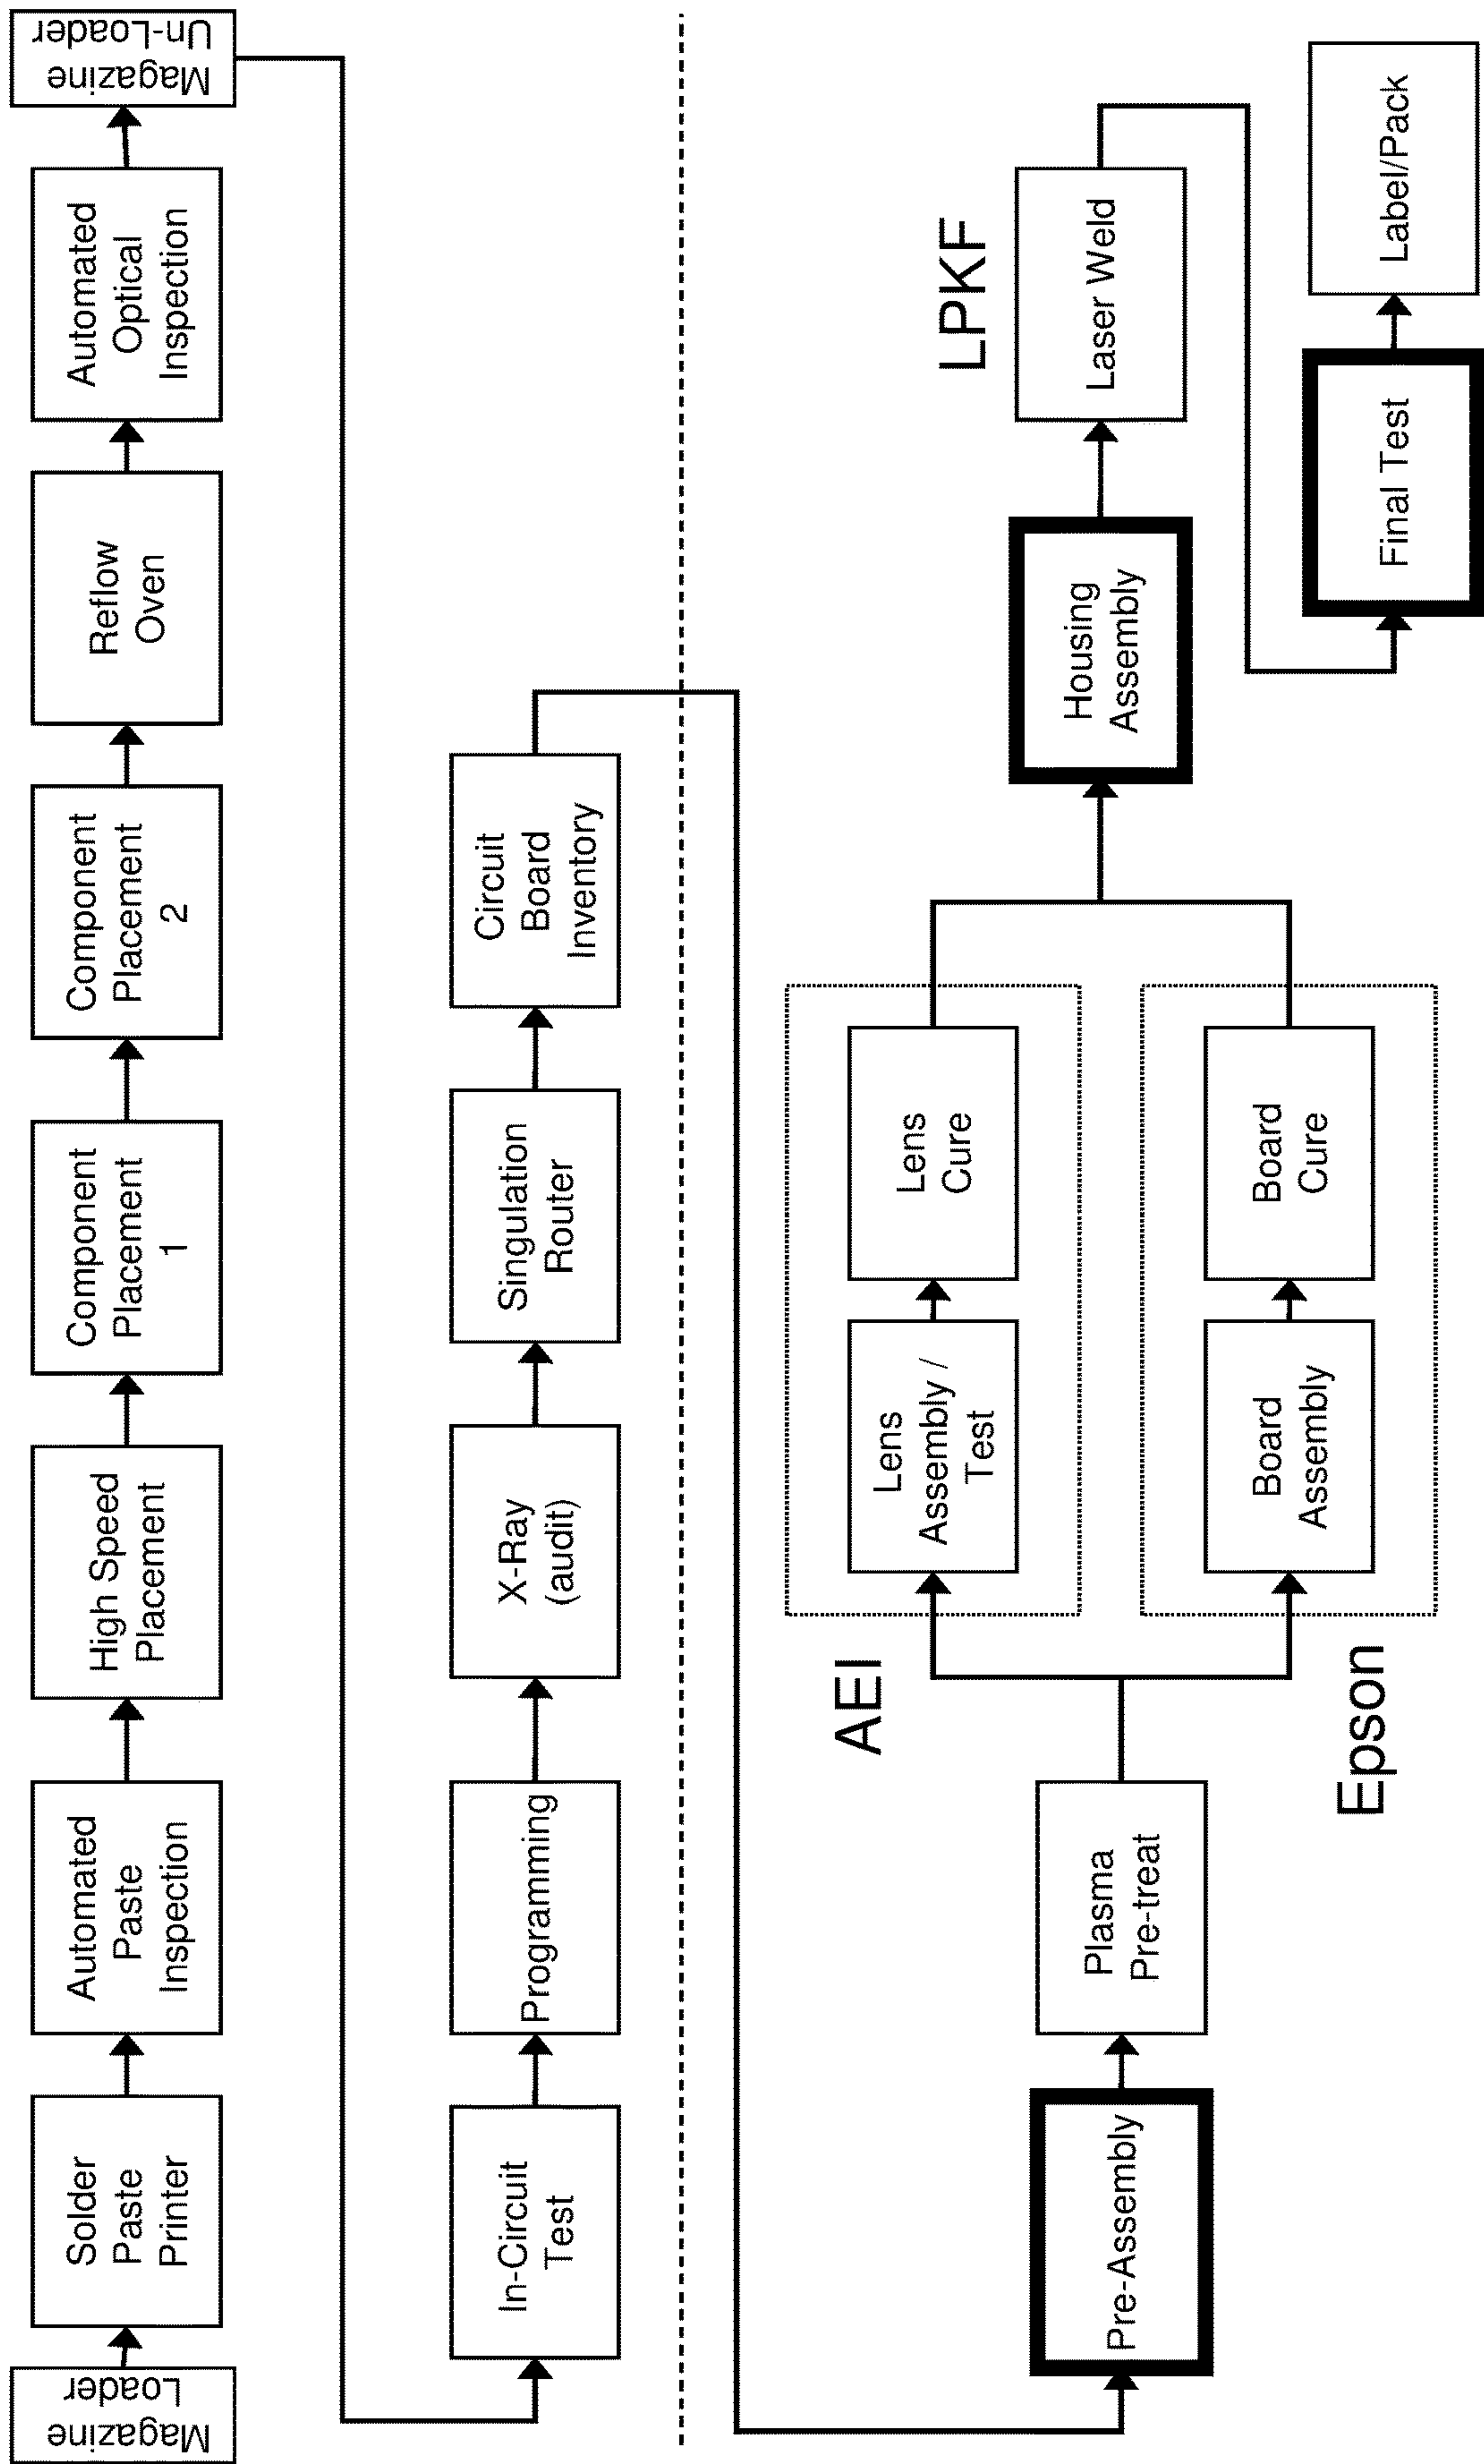 Magazine
Loader
Solder
Paste
Printer
Automated
Paste
Inspection
High Speed
Placement
Component
Placement
1
Component
Placement
2
Reflow
Oven
Automated
Optical
Inspection
Magazine
Un-Loader
In-Circuit
Test
Programming
X-Ray
(audit)
Singulation
Router
Circuit
Board
Inventory
Pre-Assembly
Plasma
Pre-treat
AEI
Lens
Assembly /
Test
Lens
Cure
Epson
Board
Assembly
Board
Cure
Housing
Assembly
LPKF
Laser Weld
Final Test
Label/Pack